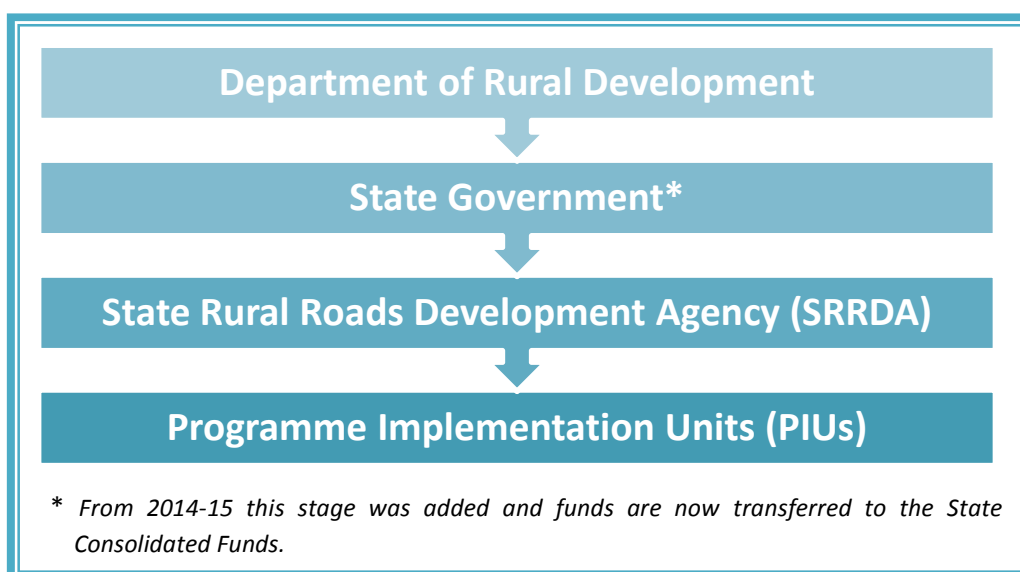 Department of Rural Development
State Government*
State Rural Roads Development Agency (SRRDA)
Programme Implementation Units (PIUs)
* From 2014-15 this stage was added and funds are now transferred to the State
Consolidated Funds.